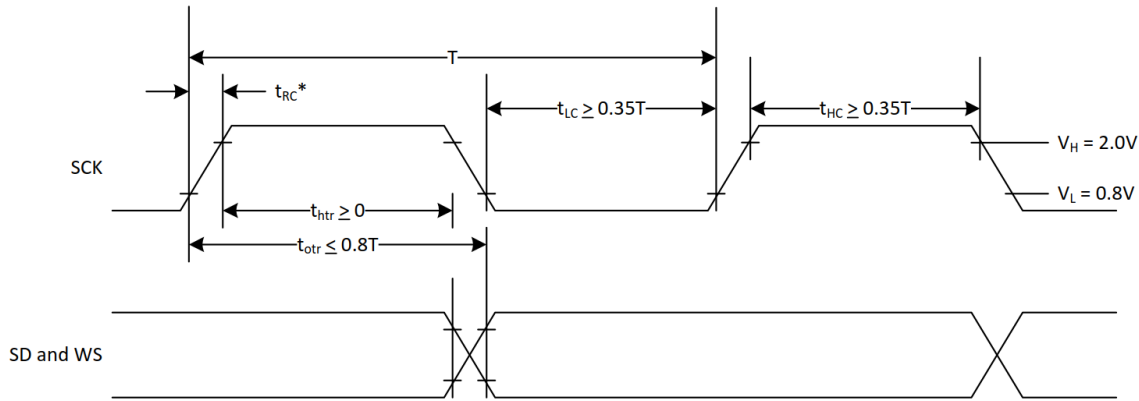 T
t_RC*
t_LC ≥ 0.35T
t_HC ≥ 0.35T
SCK
V_H = 2.0V
V_L = 0.8V
t_htr ≥ 0
t_otr ≤ 0.8T
SD and WS